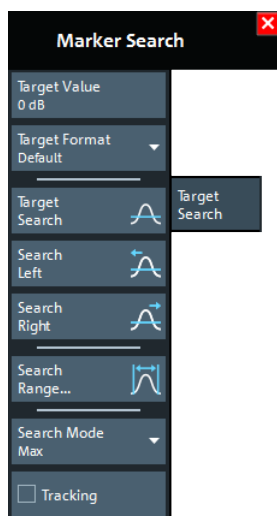 Marker Search
Target Value
0 dB
Target Format
Default
Target
Search
Search
Left
Search
Right
Search
Range...
Search Mode
Max
Tracking
Target
Search